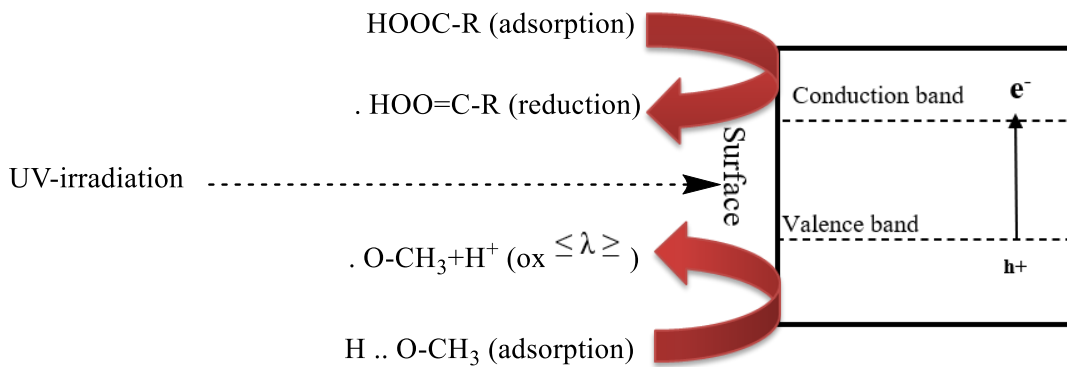 HOOC-R (adsorption)
. HOO=C-R (reduction)
UV-irradiation
. O-CH₃+H⁺ (ox ≤ λ ≥ )
H .. O-CH₃ (adsorption)
Surface
Conduction band
e⁻
Valence band
h+